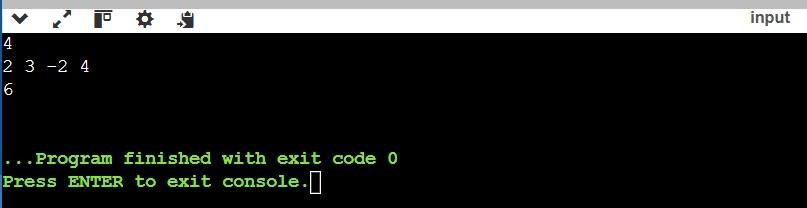 input
4
2 3 -2 4
6
...Program finished with exit code 0
Press ENTER to exit console.